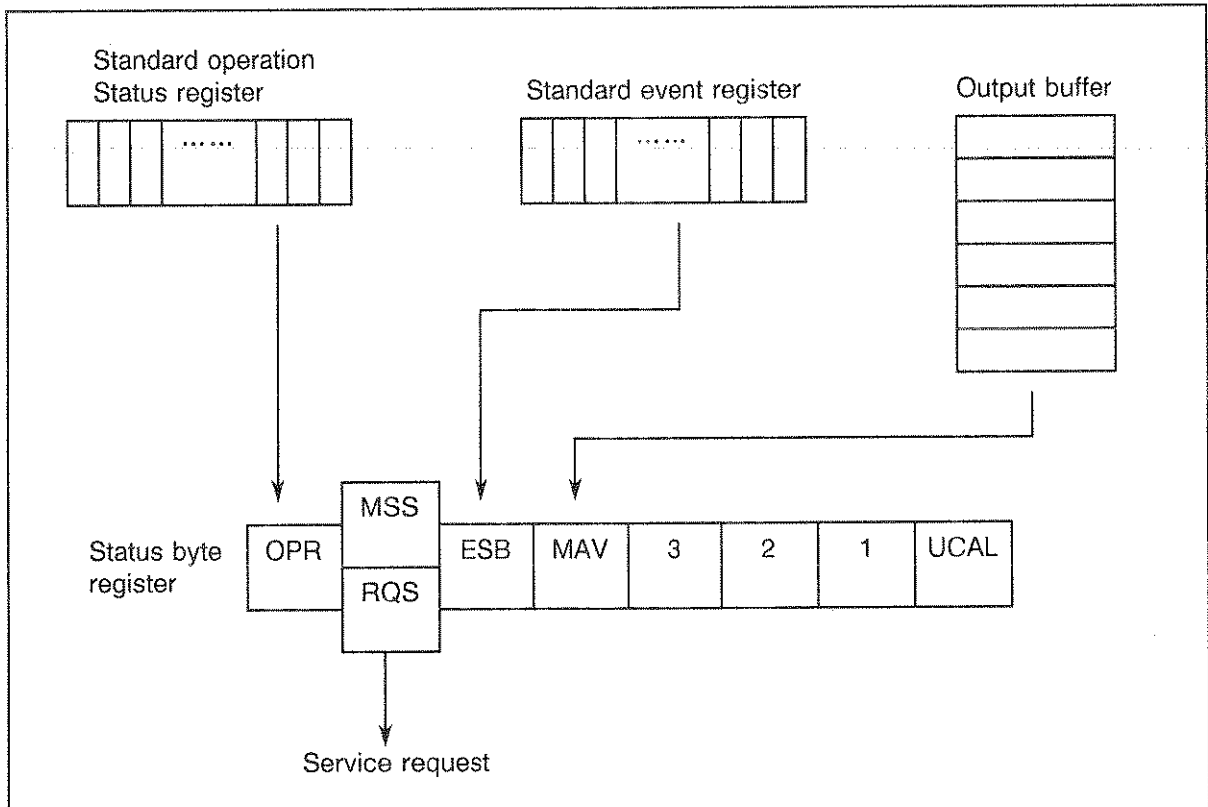 Standard operation
Status register
Standard event register
Output buffer
......
......
Status byte
register
OPR
MSS
RQS
ESB
MAV
3
2
1
UCAL
Service request